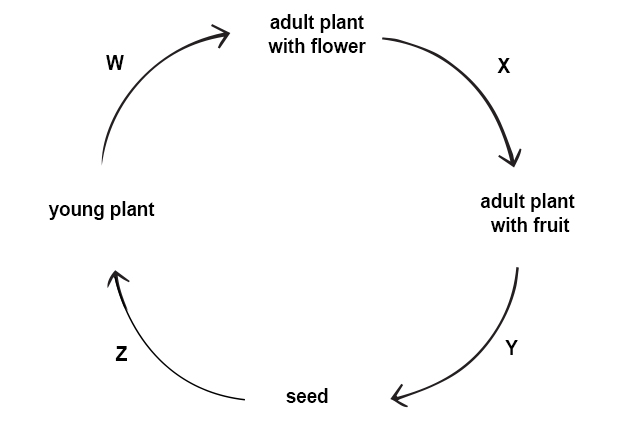 adult plant
with flower
W
X
young plant
adult plant
with fruit
Z
Y
seed